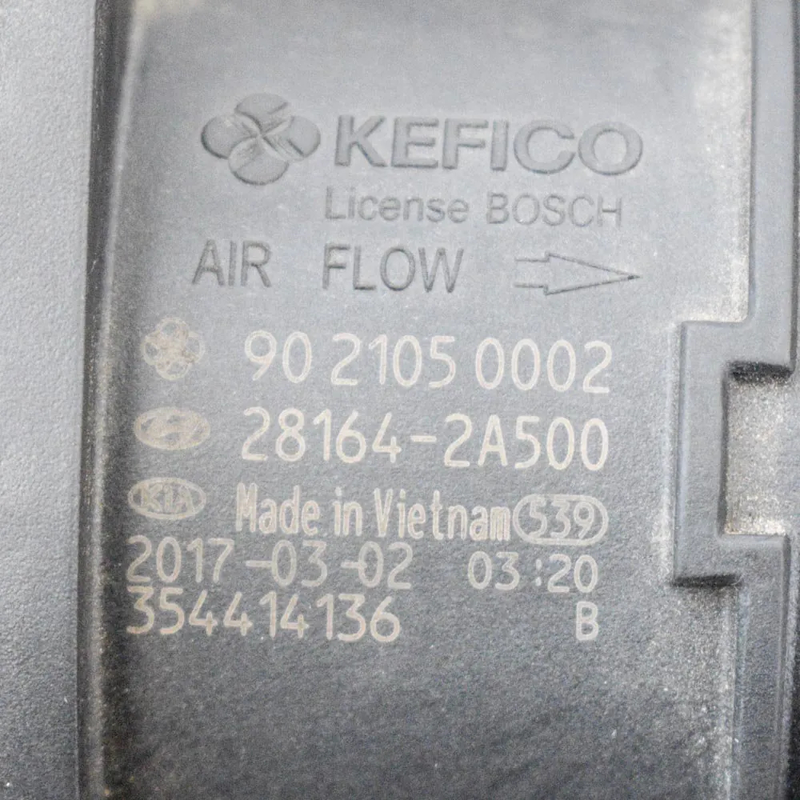 KEFICO
License BOSCH
AIR FLOW
90 2105 0002
28164-2A500
KIA Made in Vietnam 539
2017-03-02 03:20
354414136 B